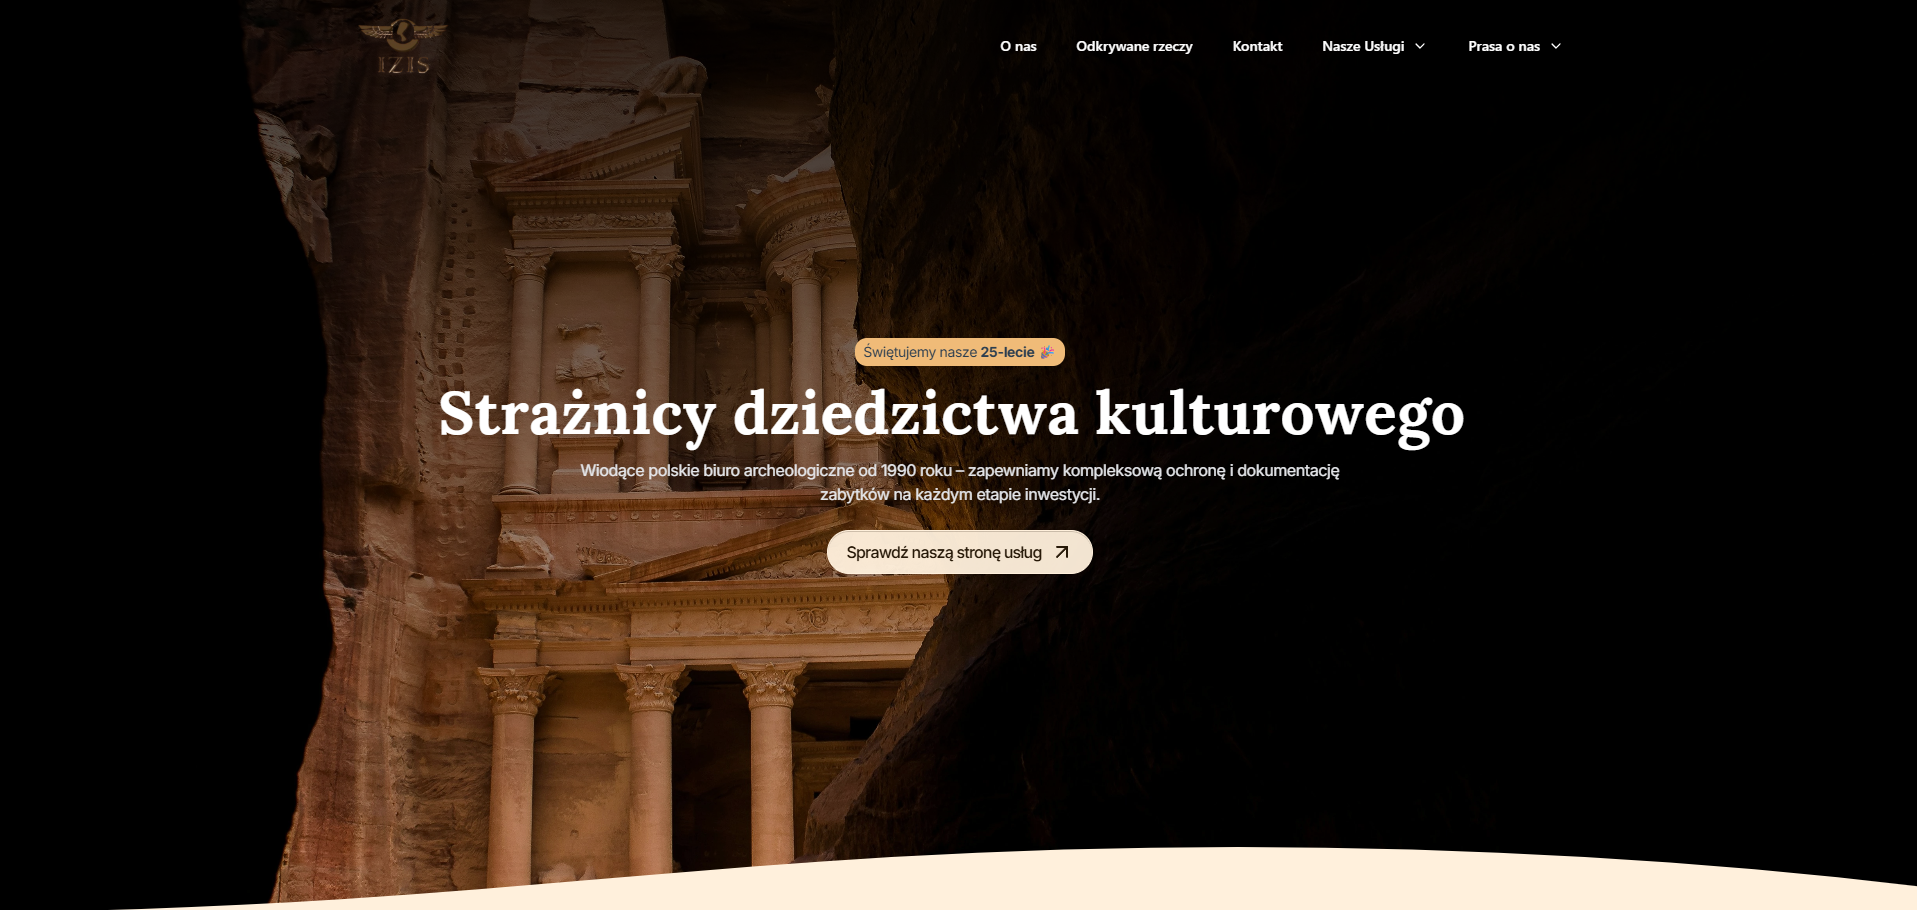 IZIS
O nas Odkrywane rzeczy Kontakt Nasze Usługi Prasa o nas
Świętujemy nasze 25-lecie 🎉
Strażnicy dziedzictwa kulturowego
Wiodące polskie biuro archeologiczne od 1990 roku – zapewniamy kompleksową ochronę i dokumentację
zabytków na każdym etapie inwestycji.
Sprawdź naszą stronę usług